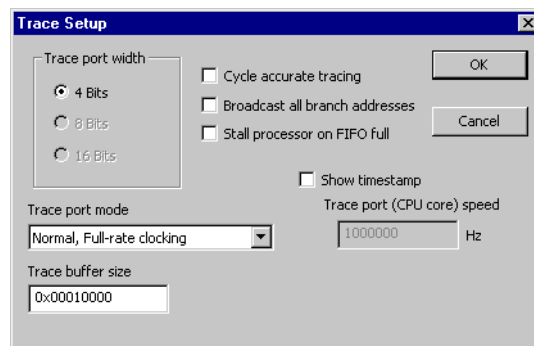 Trace Setup
Trace port width
4 Bits
8 Bits
16 Bits
Cycle accurate tracing
Broadcast all branch addresses
Stall processor on FIFO full
OK
Cancel
Show timestamp
Trace port mode
Normal, Full-rate clocking
Trace port (CPU core) speed
1000000 Hz
Trace buffer size
0x00010000